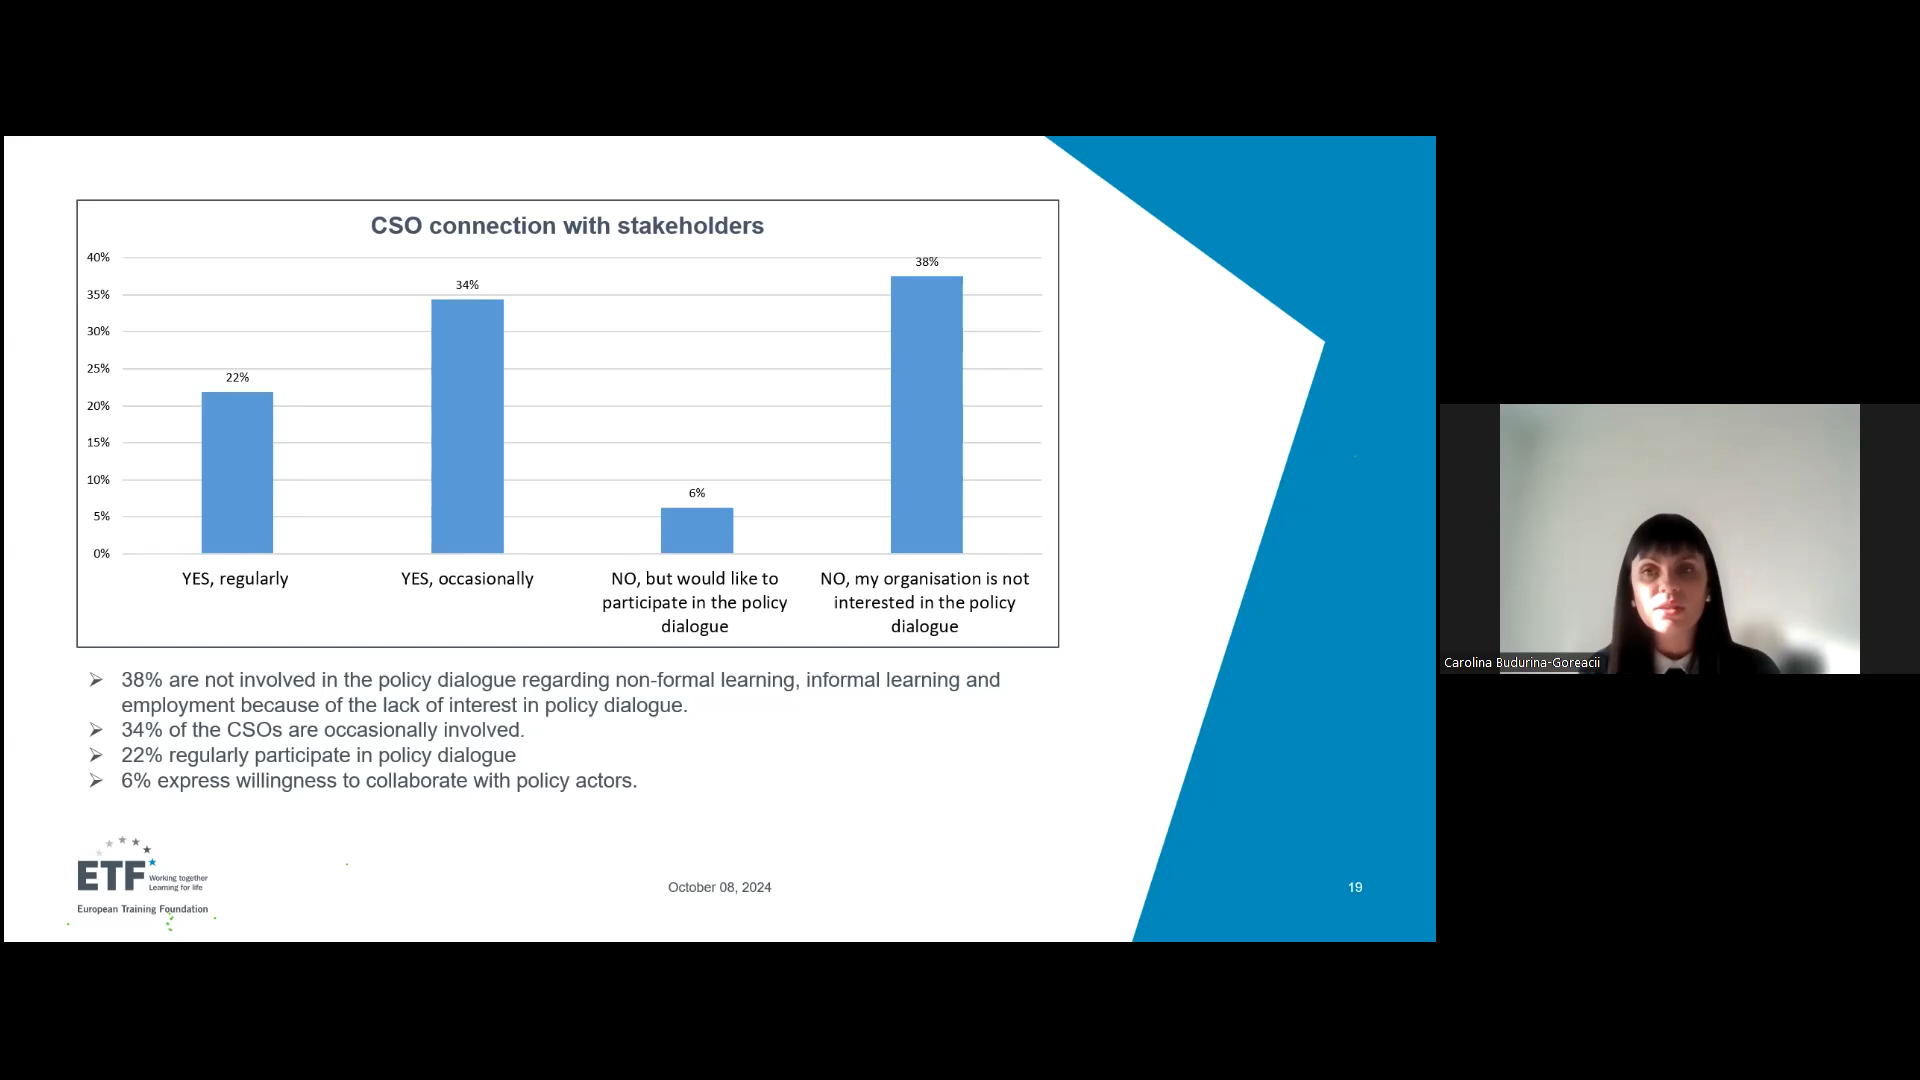 CSO connection with stakeholders
40%
35%
30%
25%
20%
15%
10%
5%
0%
22%
34%
6%
38%
YES, regularly
YES, occasionally
NO, but would like to
participate in the policy
dialogue
NO, my organisation is not
interested in the policy
dialogue
➢ 38% are not involved in the policy dialogue regarding non-formal learning, informal learning and
employment because of the lack of interest in policy dialogue.
➢ 34% of the CSOs are occasionally involved.
➢ 22% regularly participate in policy dialogue
➢ 6% express willingness to collaborate with policy actors.
ETF
Working together
Learning for life
European Training Foundation
October 08, 2024
19
Carolina Budurina-Goreacii